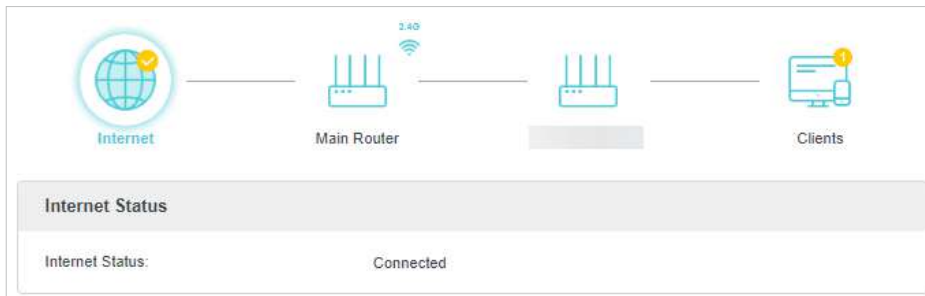 2.4G
Internet
Main Router
Clients
1
Internet Status
Internet Status:
Connected